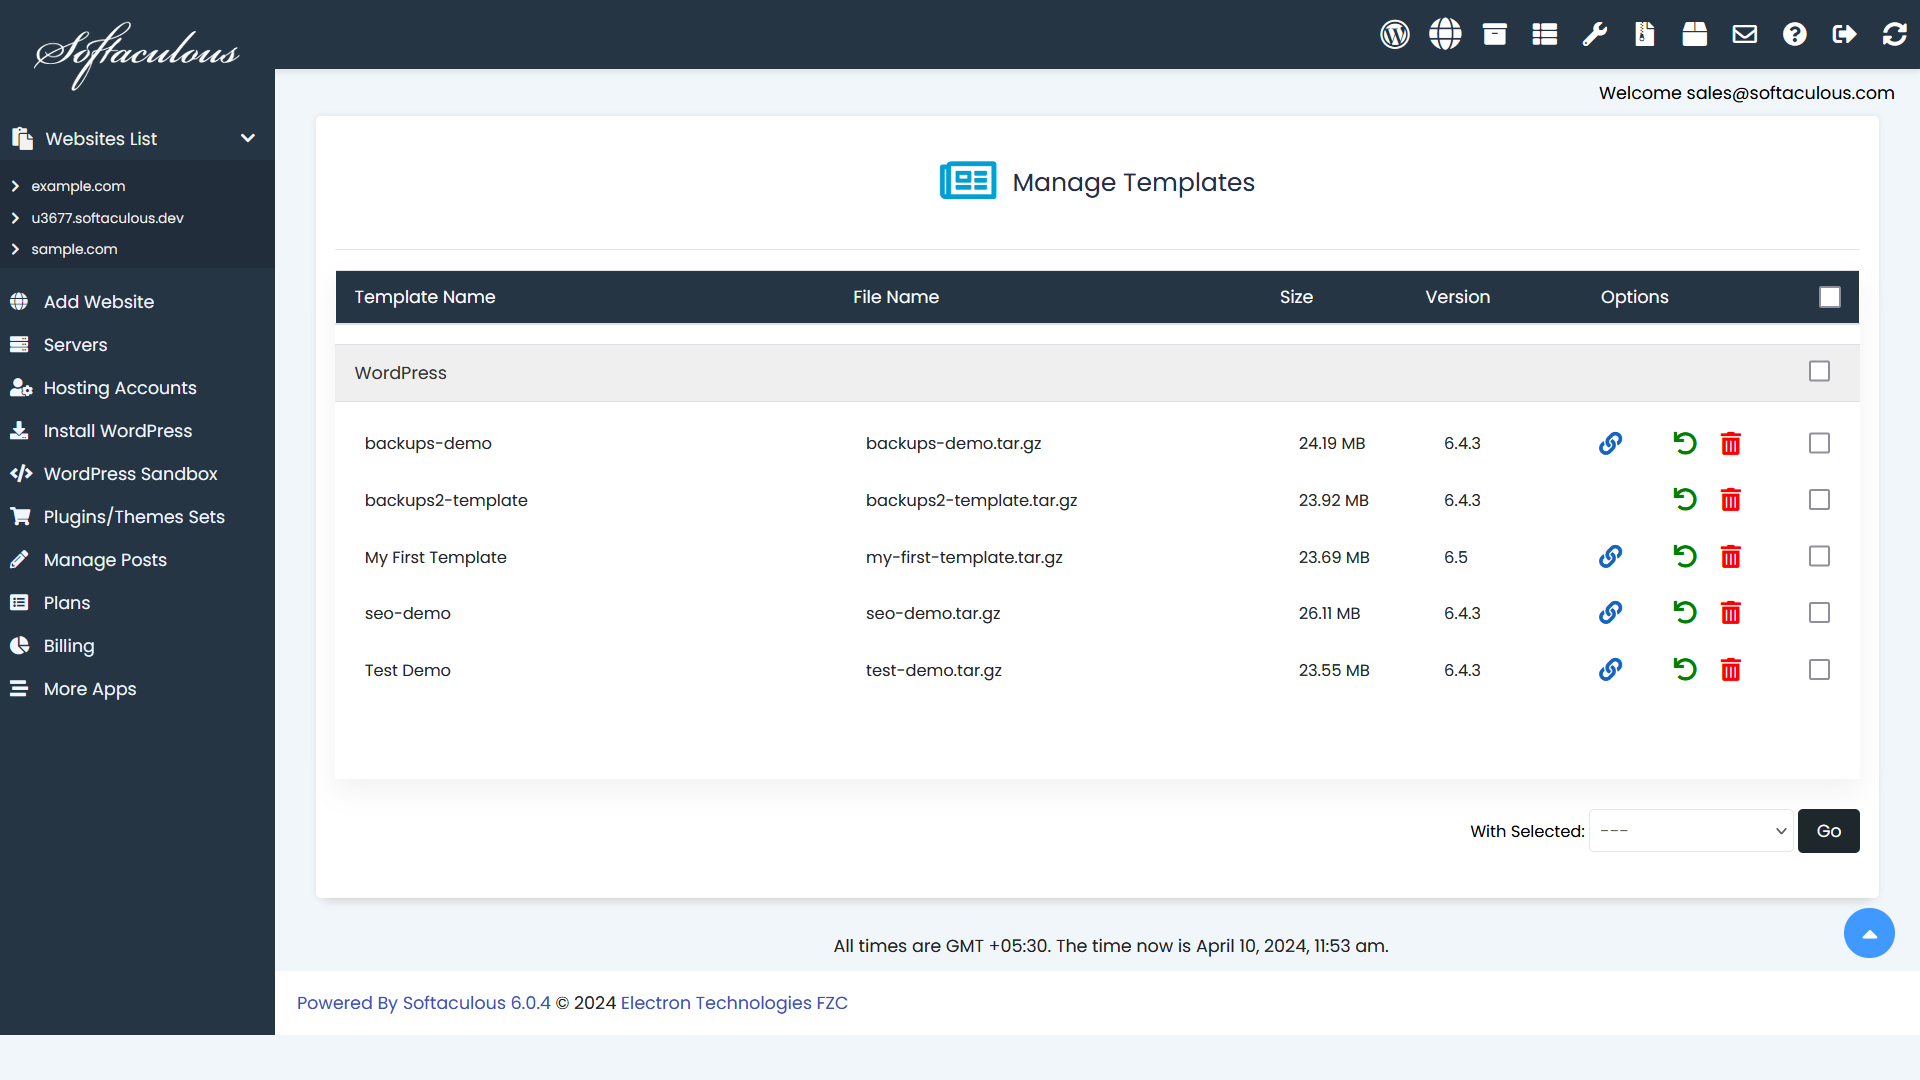 Softaculous
Welcome sales@softaculous.com
Websites List
example.com
u3677.softaculous.dev
sample.com
Add Website
Servers
Hosting Accounts
Install WordPress
WordPress Sandbox
Plugins/Themes Sets
Manage Posts
Plans
Billing
More Apps
Manage Templates
Template Name File Name Size Version Options
WordPress
backups-demo backups-demo.tar.gz 24.19 MB 6.4.3
backups2-template backups2-template.tar.gz 23.92 MB 6.4.3
My First Template my-first-template.tar.gz 23.69 MB 6.5
seo-demo seo-demo.tar.gz 26.11 MB 6.4.3
Test Demo test-demo.tar.gz 23.55 MB 6.4.3
With Selected: --- Go
All times are GMT +05:30. The time now is April 10, 2024, 11:53 am.
Powered By Softaculous 6.0.4 © 2024 Electron Technologies FZC